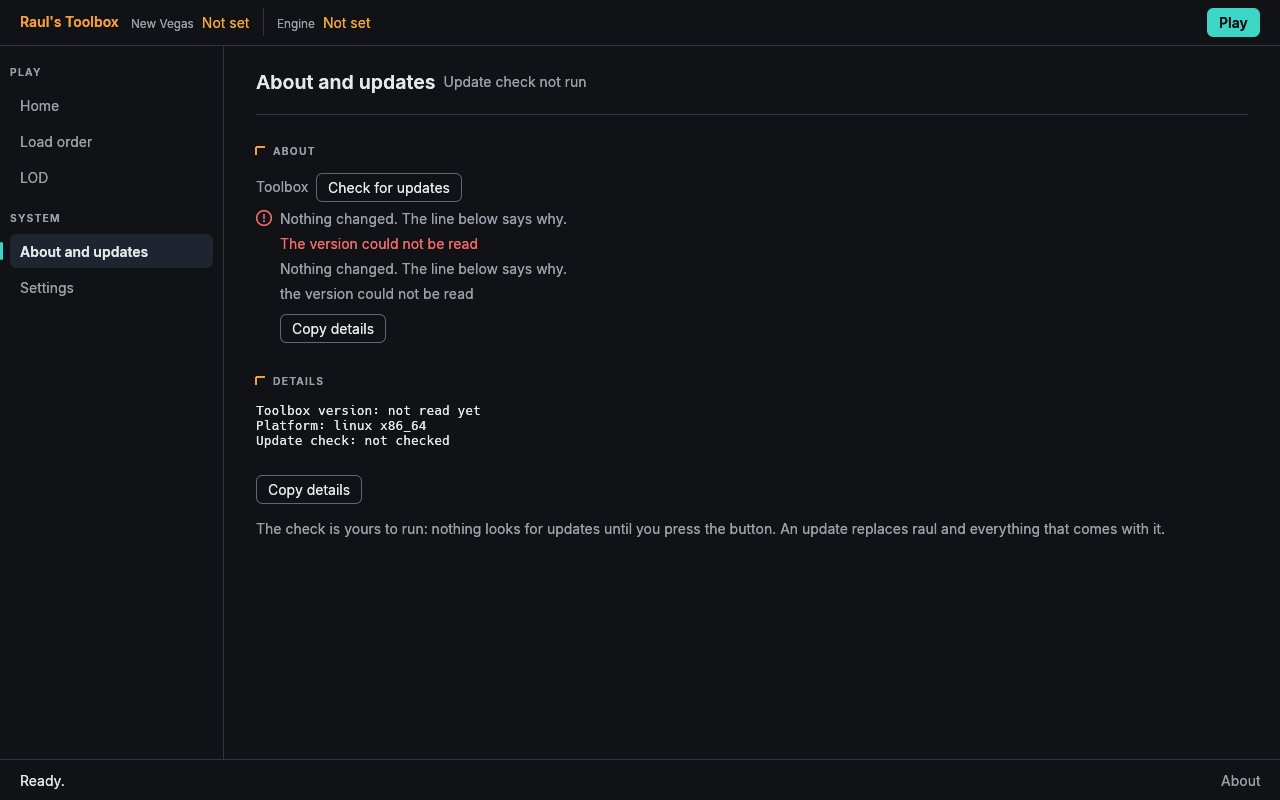 Raul's Toolbox New Vegas Not set Engine Not set Play
PLAY
Home
Load order
LOD
SYSTEM
About and updates
Settings
About and updates Update check not run
ABOUT
Toolbox Check for updates
Nothing changed. The line below says why.
The version could not be read
Nothing changed. The line below says why.
the version could not be read
Copy details
DETAILS
Toolbox version: not read yet
Platform: linux x86_64
Update check: not checked
Copy details
The check is yours to run: nothing looks for updates until you press the button. An update replaces raul and everything that comes with it.
Ready. About